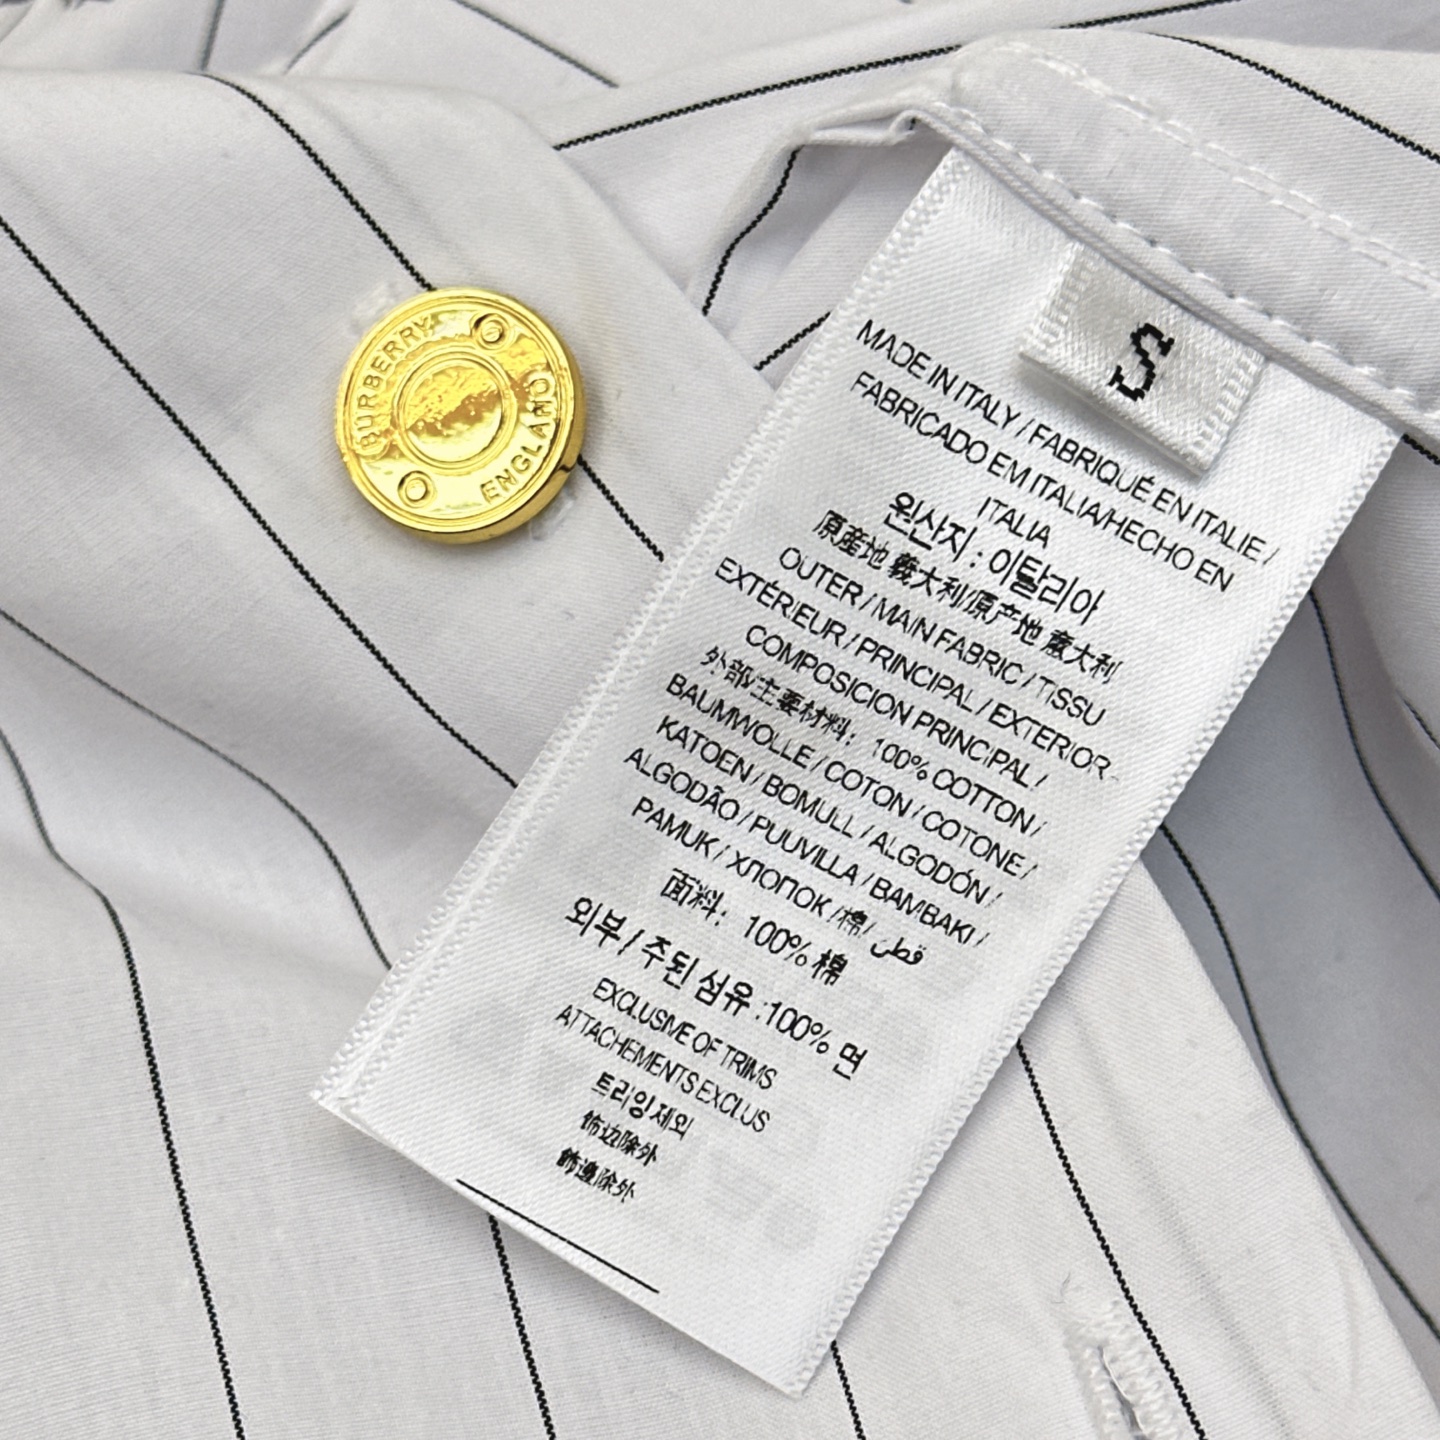 BURBERRY
ENGLAND
S
MADE IN ITALY / FABRIQUÉ EN ITALIE /
FABRICADO EM ITALIA/HECHO EN
ITALIA
원산지 : 이탈리아
原産地 義大利/原产地 意大利
OUTER / MAIN FABRIC / TISSU
EXTÉRIEUR / PRINCIPAL / EXTERIOR-
COMPOSICION PRINCIPAL /
外部/主要材料: 100% COTTON /
BAUMWOLLE / COTON / COTONE /
KATOEN / BOMULL / ALGODÓN /
ALGODÃO / PUUVILLA / BAMBAKI /
PAMUK / ХЛОПОК /棉/ قطن
面料: 100% 棉
외부 / 주된 섬유 :100% 면
EXCLUSIVE OF TRIMS
ATTACHEMENTS EXCLUS
트리밍제외
饰边除外
飾邊除外